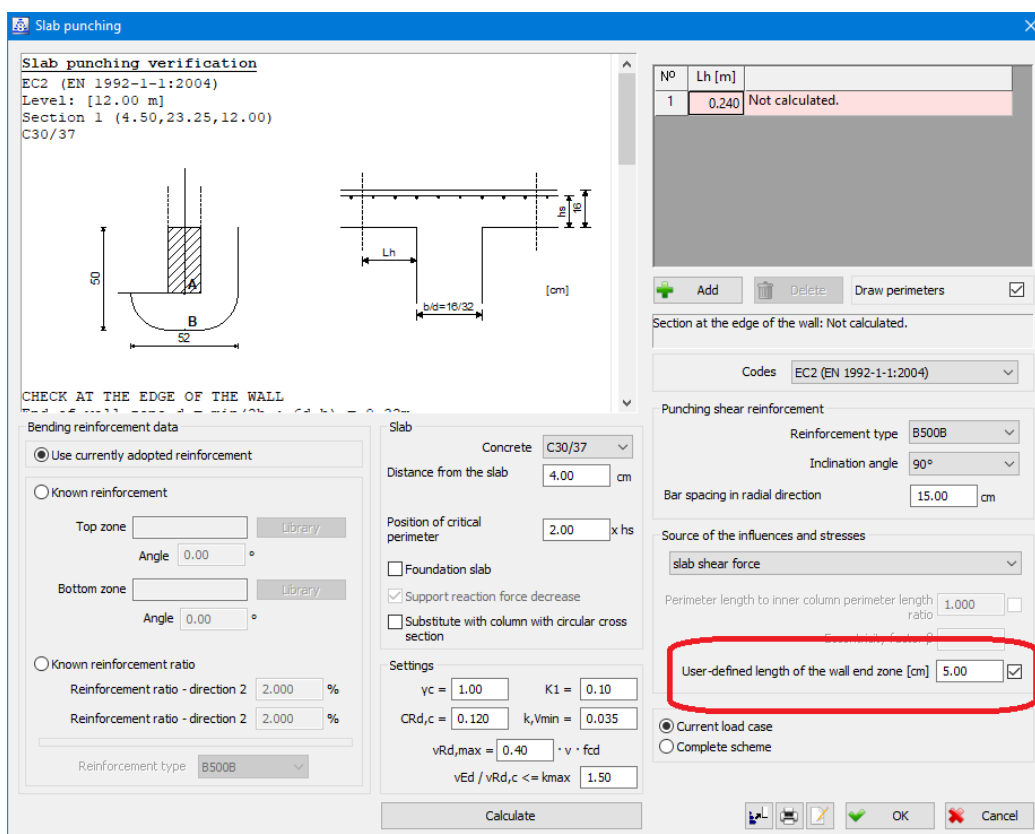 Slab punching
Slab punching verification
EC2 (EN 1992-1-1:2004)
Level: [12.00 m]
Section 1 (4.50,23.25,12.00)
C30/37
50
A
B
52
Lh
hs
16
b/d=16/32
[cm]
CHECK AT THE EDGE OF THE WALL
Nº Lh [m]
1 0.240 Not calculated.
Add Delete Draw perimeters
Section at the edge of the wall: Not calculated.
Codes EC2 (EN 1992-1-1:2004)
Punching shear reinforcement
Reinforcement type B500B
Inclination angle 90°
Bar spacing in radial direction 15.00 cm
Source of the influences and stresses
slab shear force
Perimeter length to inner column perimeter length
ratio 1.000
User-defined length of the wall end zone [cm] 5.00
Current load case
Complete scheme
Bending reinforcement data
Use currently adopted reinforcement
Known reinforcement
Top zone Library
Angle 0.00 °
Bottom zone Library
Angle 0.00 °
Known reinforcement ratio
Reinforcement ratio - direction 2 2.000 %
Reinforcement ratio - direction 2 2.000 %
Reinforcement type B500B
Slab
Concrete C30/37
Distance from the slab 4.00 cm
Position of critical
perimeter 2.00 x hs
Foundation slab
Support reaction force decrease
Substitute with column with circular cross
section
Settings
γc = 1.00 K1 = 0.10
CRd,c = 0.120 k,Vmin = 0.035
vRd,max = 0.40 · ν · fcd
vEd / vRd,c <= kmax 1.50
Calculate
OK Cancel